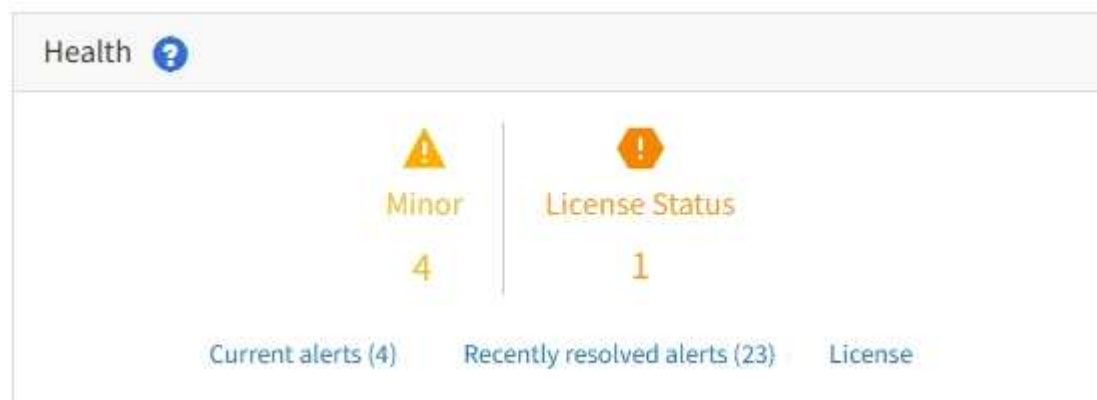 Health ?
! !
Minor License Status
4 1
Current alerts (4) Recently resolved alerts (23) License